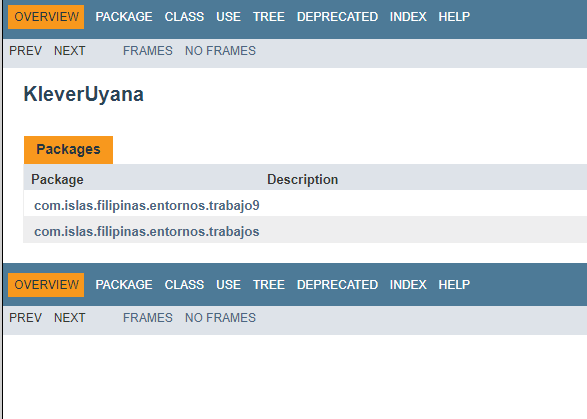 OVERVIEW PACKAGE CLASS USE TREE DEPRECATED INDEX HELP
PREV NEXT FRAMES NO FRAMES
KleverUyana
Packages
Package Description
com.islas.filipinas.entornos.trabajo9
com.islas.filipinas.entornos.trabajos
OVERVIEW PACKAGE CLASS USE TREE DEPRECATED INDEX HELP
PREV NEXT FRAMES NO FRAMES